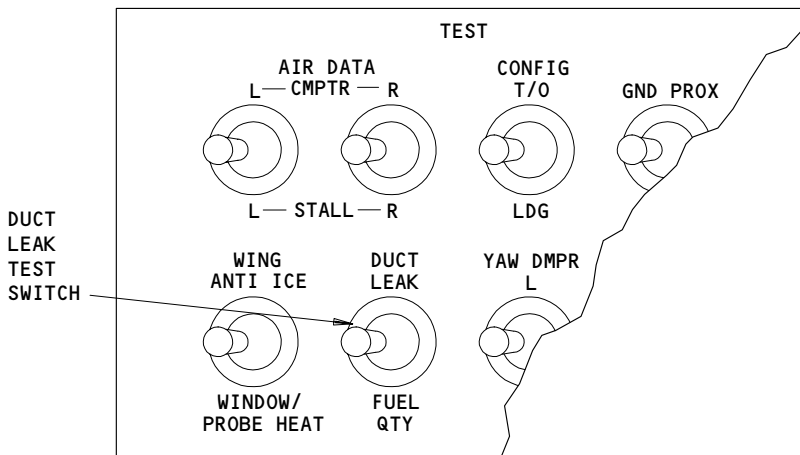 TEST
AIR DATA
L — CMPTR — R
CONFIG
T/O
GND PROX
L — STALL — R
LDG
DUCT
LEAK
TEST
SWITCH
WING
ANTI ICE
DUCT
LEAK
YAW DMPR
L
WINDOW/
PROBE HEAT
FUEL
QTY